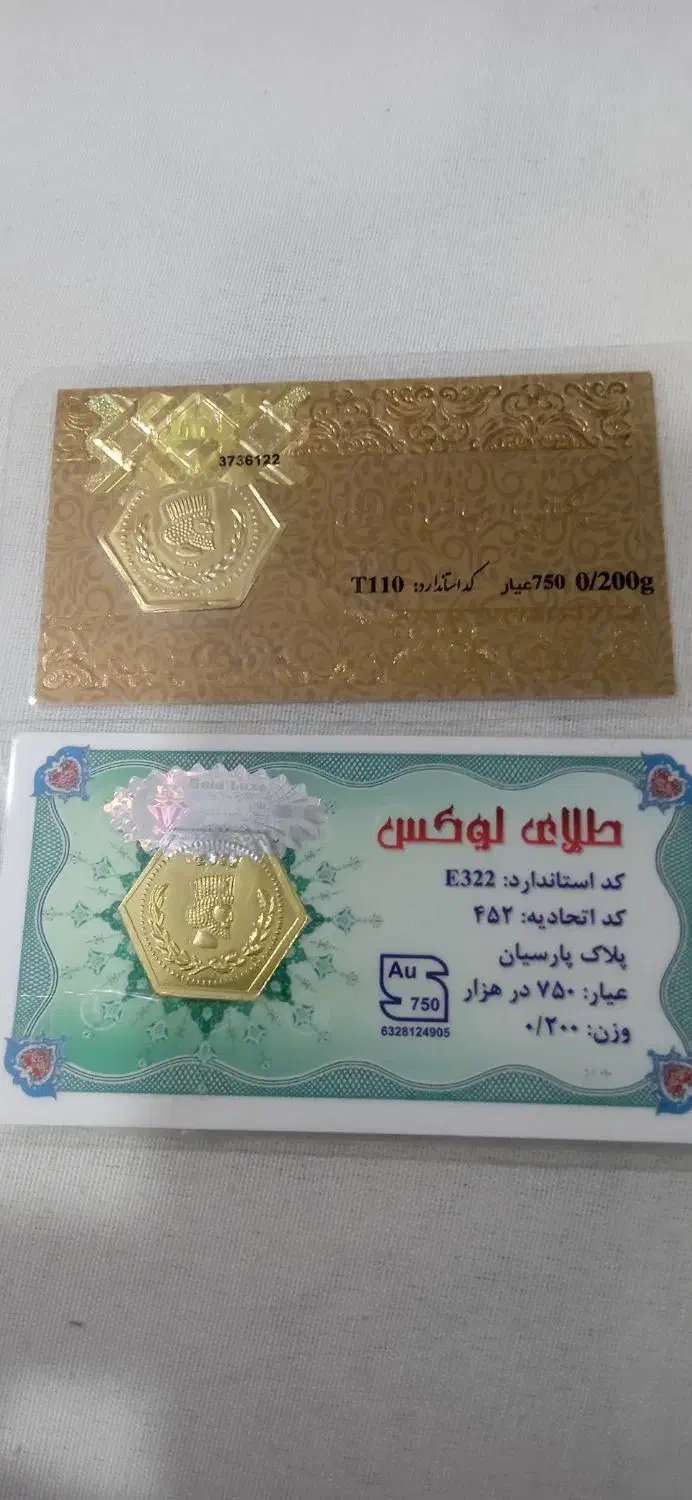 3736122
0/200g 750عیار کد استاندارد: T110
Gold Luxe
طلای لوکس
کد استاندارد: E322
کد اتحادیه: ۴۵۲
پلاک پارسیان
عیار: ۷۵۰ در هزار
وزن: ۰/۲۰۰
Au
750
6328124905